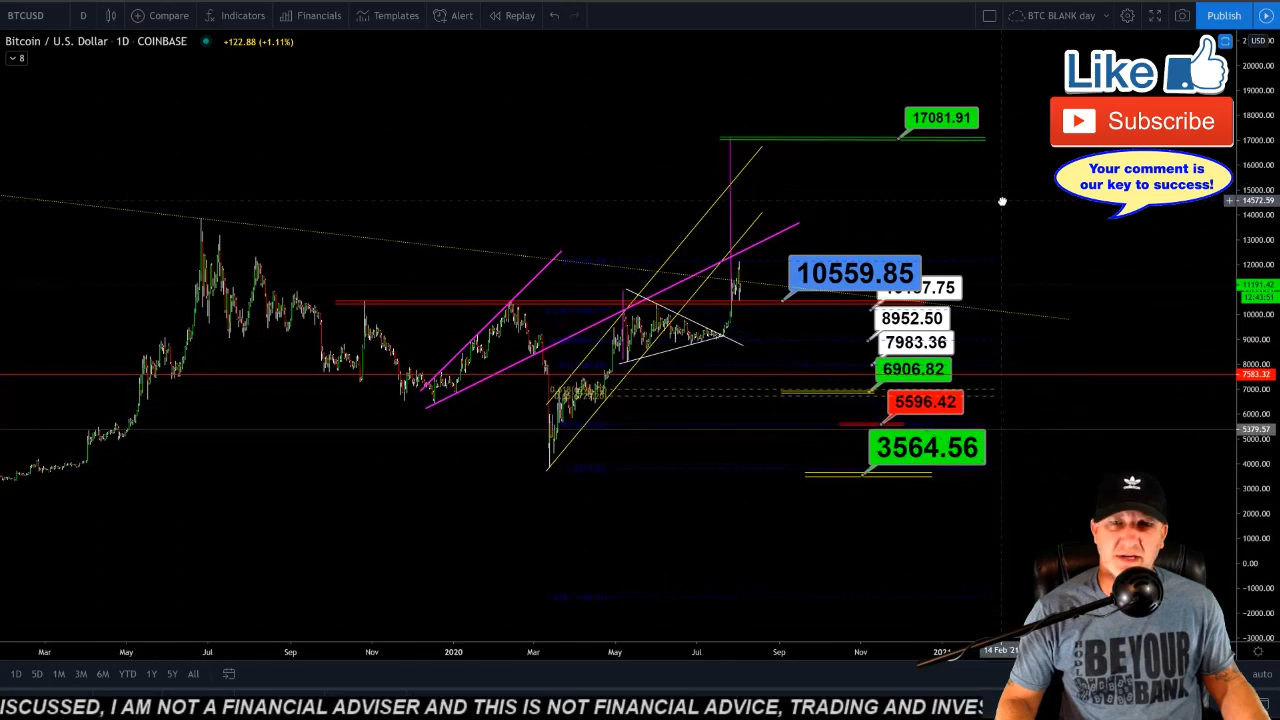 BTCUSD D Compare Indicators Financials Templates Alert Replay BTC BLANK day Publish
Bitcoin / U.S. Dollar · 1D · COINBASE +122.88 (+1.11%)
8
USD
Like
Subscribe
Your comment is
our key to success!
17081.91
10559.85
8952.50
7983.36
6906.82
5596.42
3564.56
20000.00
19000.00
18000.00
17000.00
16000.00
15000.00
14572.59
14000.00
13000.00
12000.00
11191.42
12:43:51
10000.00
9000.00
8000.00
7583.32
7000.00
6000.00
5379.57
5000.00
4000.00
3000.00
2000.00
1000.00
0.00
-1000.00
-2000.00
-3000.00
Mar May Jul Sep Nov 2020 Mar May Jul Sep Nov 14 Feb '21
1D 5D 1M 3M 6M YTD 1Y 5Y All auto
HODL
BEYOUR
BANK
ISCUSSED, I AM NOT A FINANCIAL ADVISER AND THIS IS NOT FINANCIAL ADVICE, TRADING AND INVES